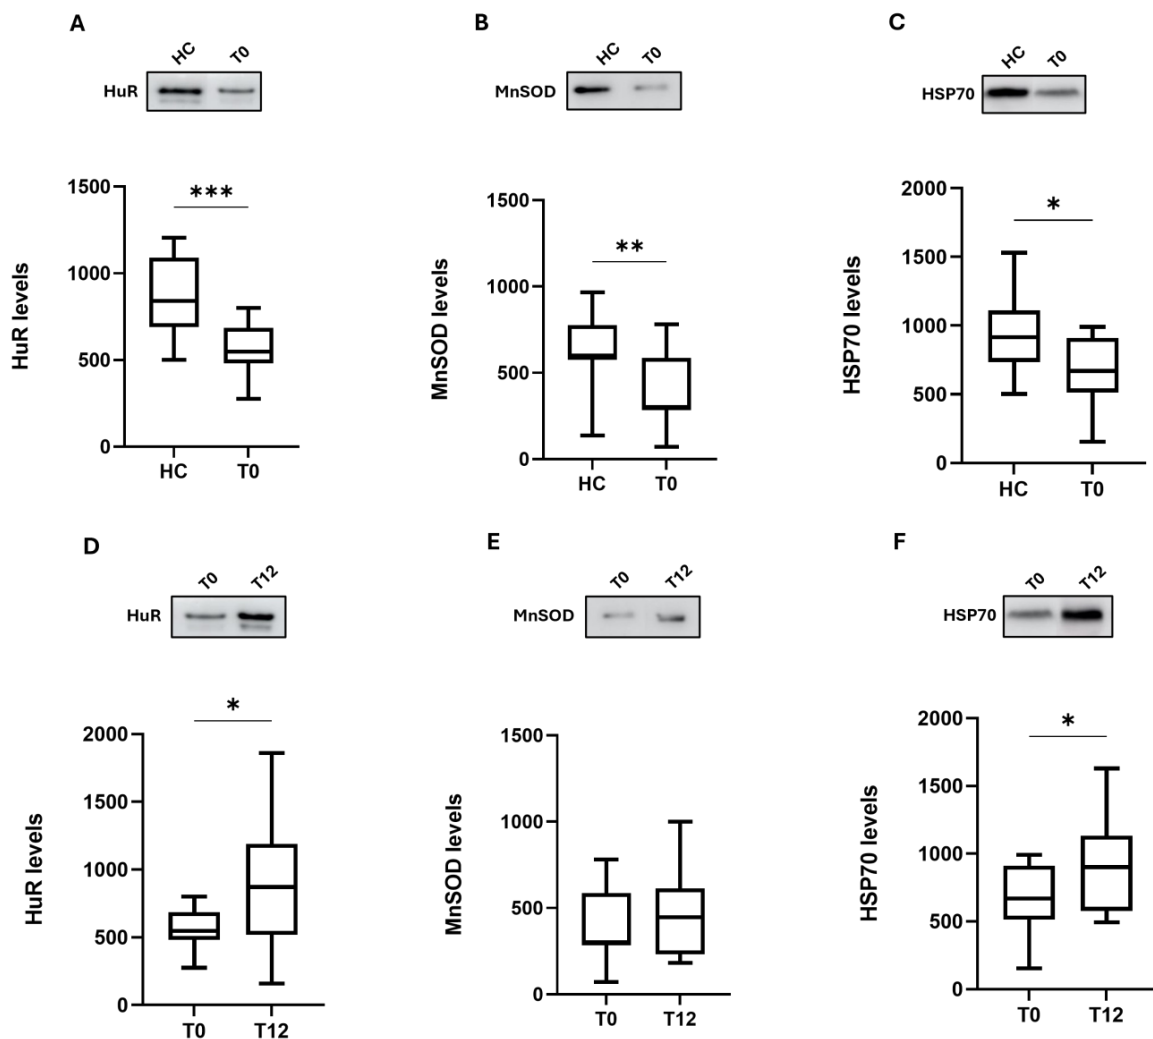 A
HC T0
HuR
***
1500
1000
500
0
HuR levels
HC T0
B
HC T0
MnSOD
**
1500
1000
500
0
MnSOD levels
HC T0
C
HC T0
HSP70
*
2000
1500
1000
500
0
HSP70 levels
HC T0
D
T0 T12
HuR
*
2000
1500
1000
500
0
HuR levels
T0 T12
E
T0 T12
MnSOD
1500
1000
500
0
MnSOD levels
T0 T12
F
T0 T12
HSP70
*
2000
1500
1000
500
0
HSP70 levels
T0 T12